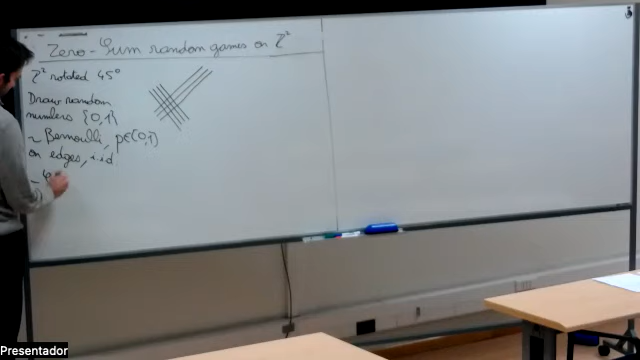 Zero-Sum random games on Z²
Z² rotated 45°
Draw random
numbers {0,1}
~ Bernoulli, p∈(0,1)
on edges, i.i.d
Presentador